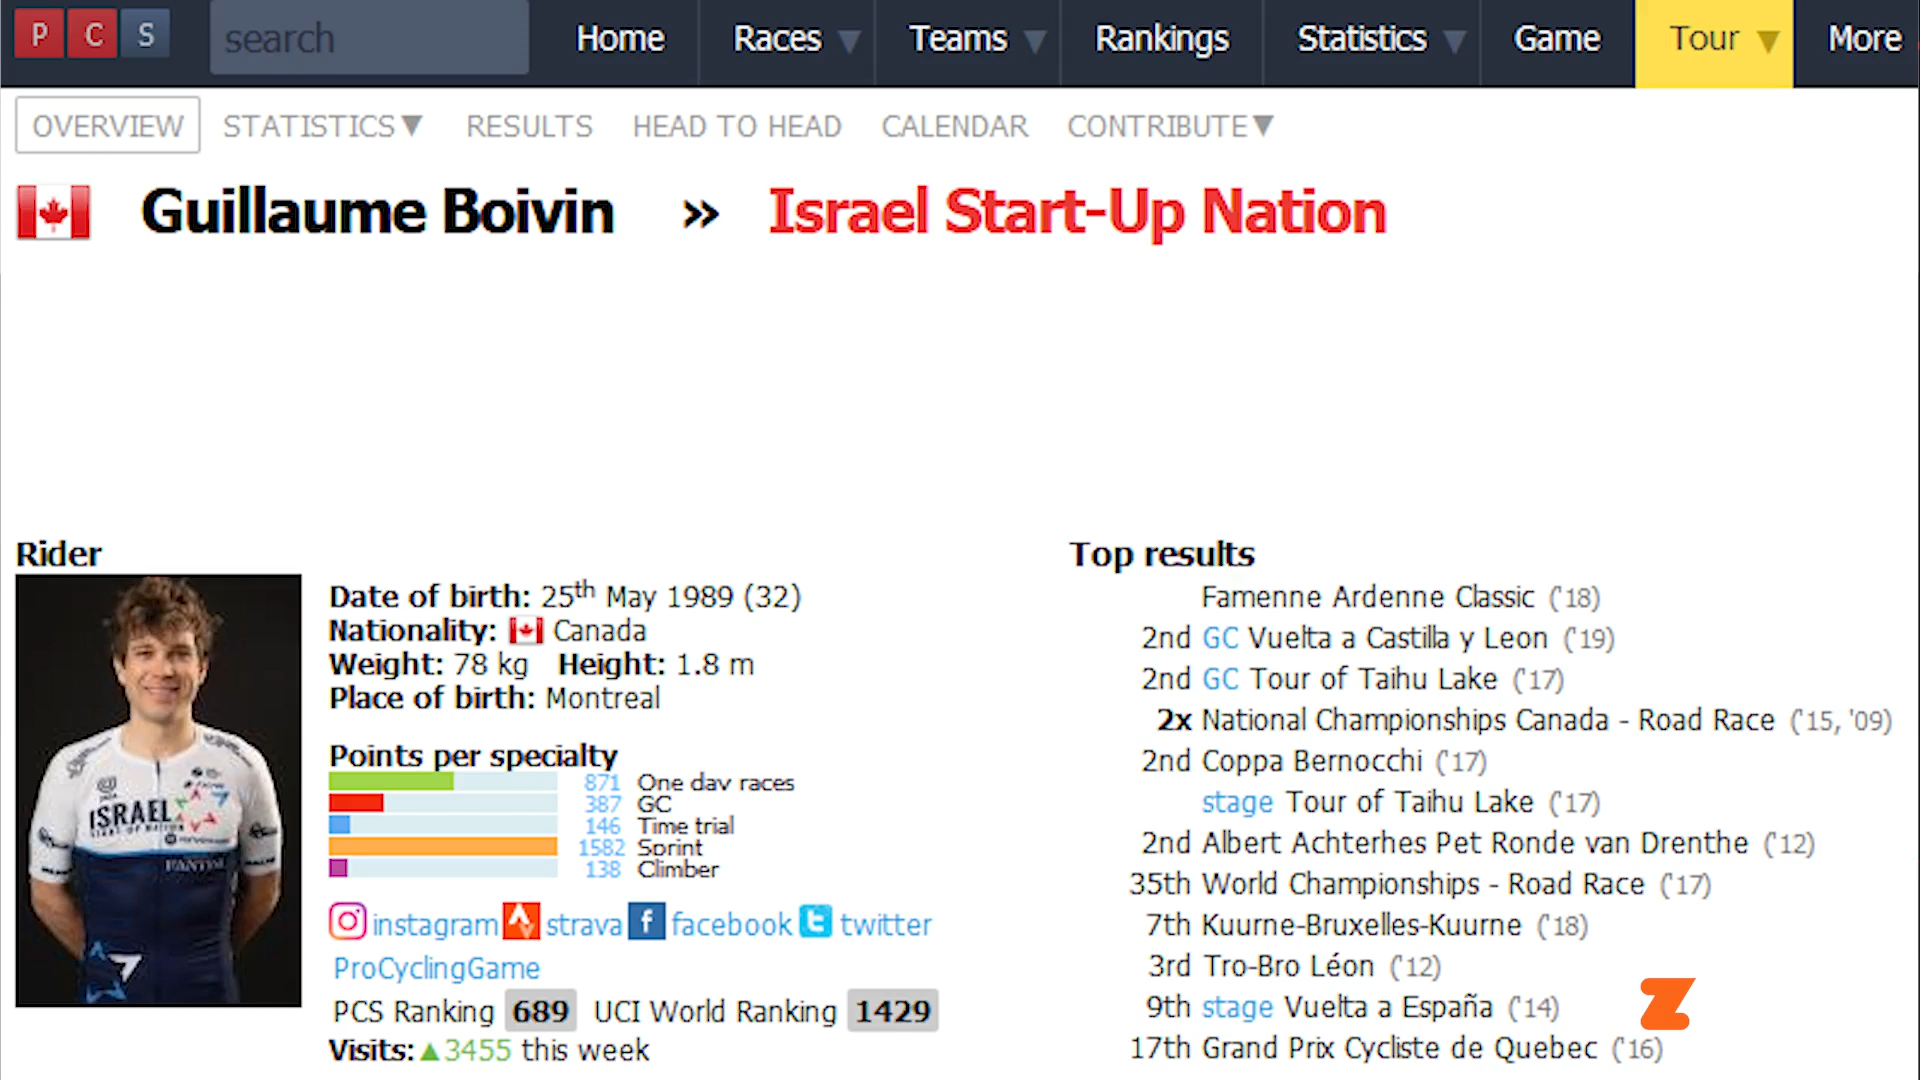 P C S search Home Races ▼ Teams ▼ Rankings Statistics ▼ Game Tour ▼ More
OVERVIEW STATISTICS▼ RESULTS HEAD TO HEAD CALENDAR CONTRIBUTE▼
Guillaume Boivin » Israel Start-Up Nation
Rider
ISRAEL
Date of birth: 25th May 1989 (32)
Nationality: Canada
Weight: 78 kg Height: 1.8 m
Place of birth: Montreal
Points per specialty
871 One day races
387 GC
146 Time trial
1582 Sprint
138 Climber
instagram strava facebook twitter
ProCyclingGame
PCS Ranking 689 UCI World Ranking 1429
Visits: ▲3455 this week
Top results
Famenne Ardenne Classic ('18)
2nd GC Vuelta a Castilla y Leon ('19)
2nd GC Tour of Taihu Lake ('17)
2x National Championships Canada - Road Race ('15, '09)
2nd Coppa Bernocchi ('17)
stage Tour of Taihu Lake ('17)
2nd Albert Achterhes Pet Ronde van Drenthe ('12)
35th World Championships - Road Race ('17)
7th Kuurne-Bruxelles-Kuurne ('18)
3rd Tro-Bro Léon ('12)
9th stage Vuelta a España ('14)
17th Grand Prix Cycliste de Quebec ('16)